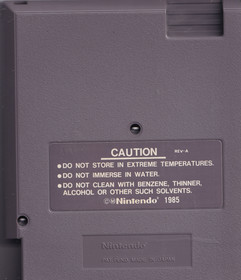 CAUTION REV-A
●DO NOT STORE IN EXTREME TEMPERATURES.
●DO NOT IMMERSE IN WATER.
●DO NOT CLEAN WITH BENZENE, THINNER,
ALCOHOL OR OTHER SUCH SOLVENTS.
©Ⓜ Nintendo® 1985
Nintendo